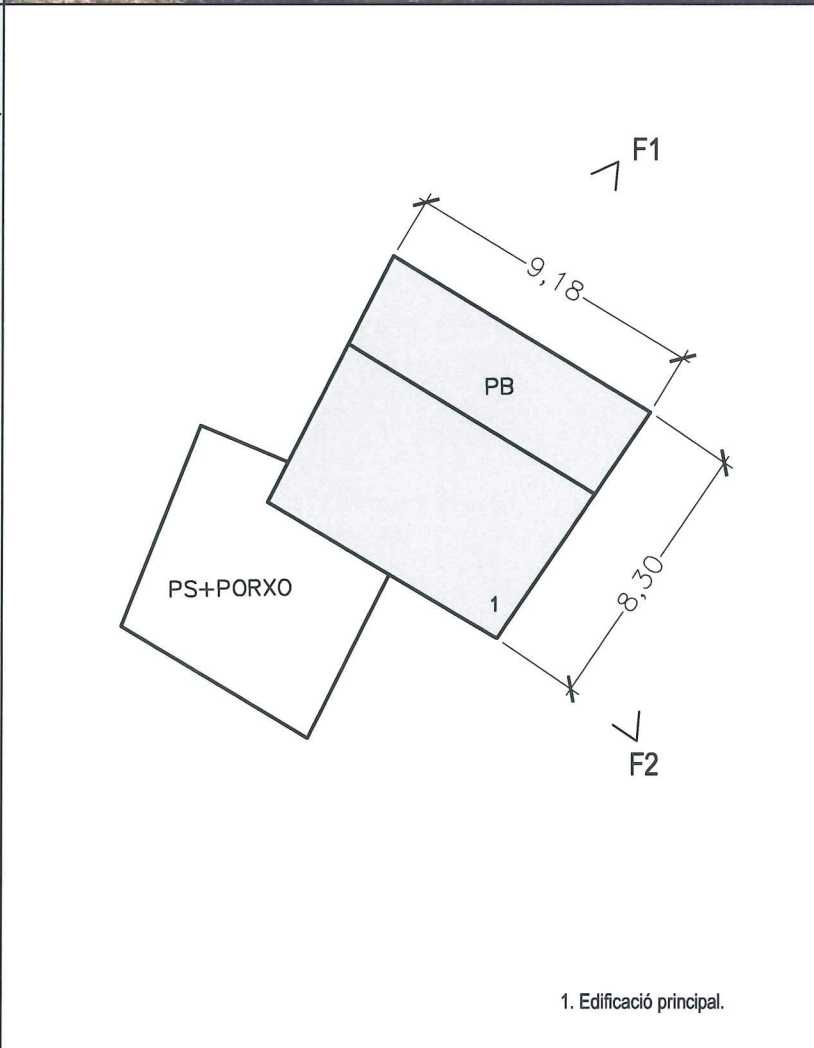 F1
9,18
PB
8,30
PS+PORXO
1
F2
1. Edificació principal.